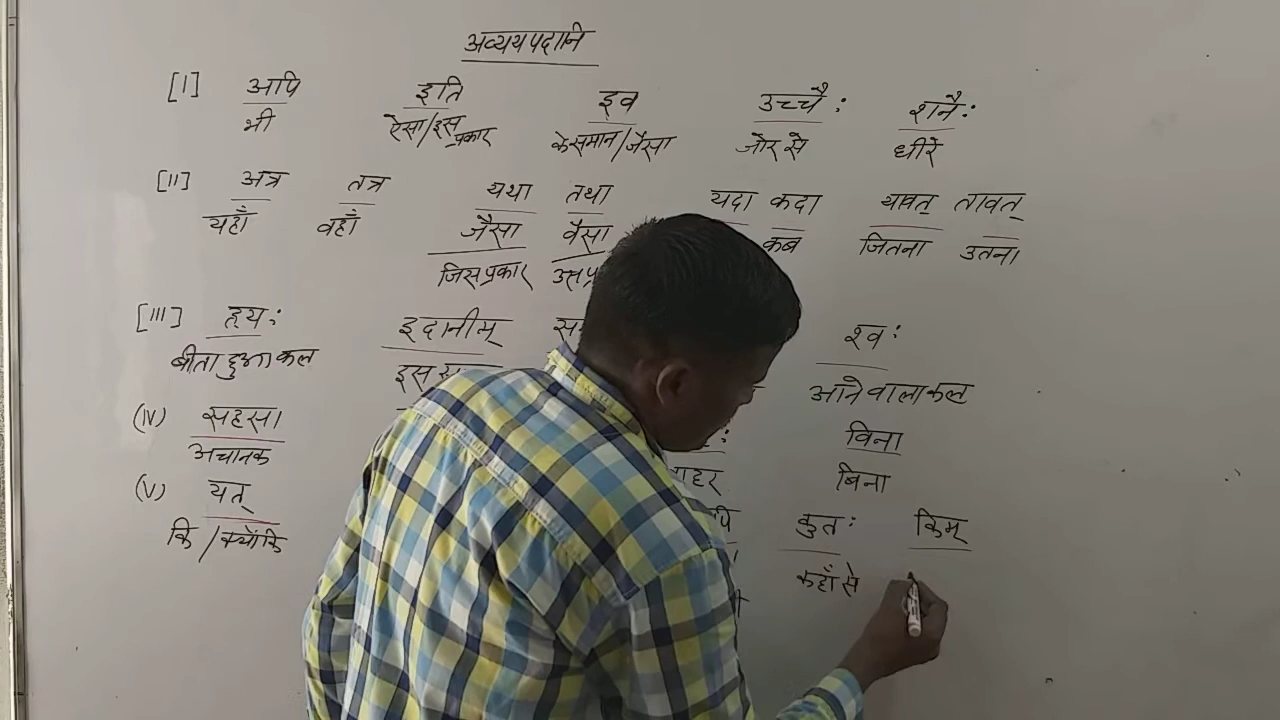 अव्ययपदानि
[I] अपि इति इव उच्चैः शनैः
भी ऐसा/इस प्रकार के समान/जैसा जोर से धीरे
[II] अत्र तत्र यथा तथा यदा कदा यावत् तावत्
यहाँ वहाँ जैसा वैसा कब जितना उतना
जिस प्रकार
[III] ह्यः इदानीम् श्वः
बीता हुआ कल इस आने वाला कल
(IV) सहसा विना
अचानक बिना
(V) यत् कुतः किम्
कि/क्योंकि कहाँ से